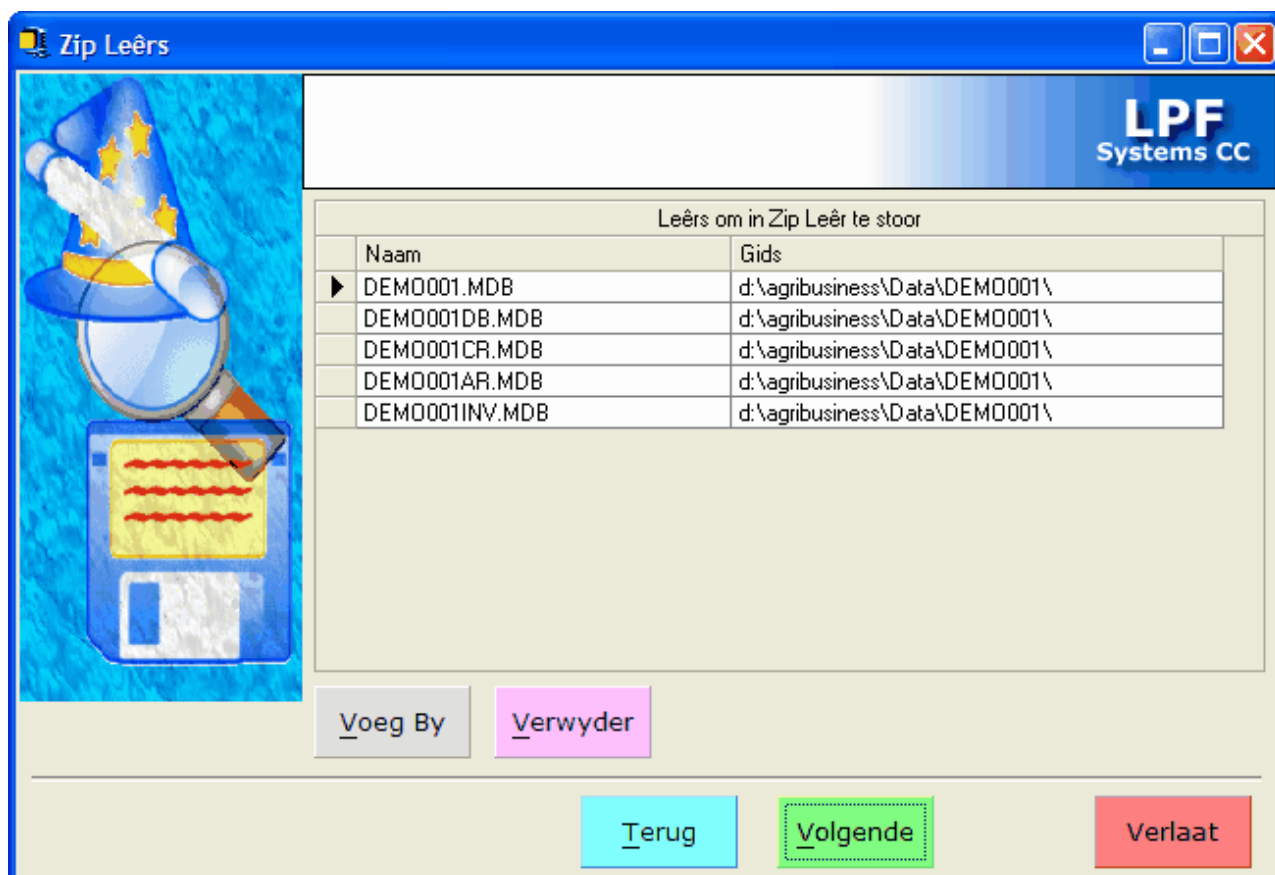 Zip Leêrs
LPF
Systems CC
Leêrs om in Zip Leêr te stoor
Naam Gids
DEMO001.MDB d:\agribusiness\Data\DEMO001\
DEMO001DB.MDB d:\agribusiness\Data\DEMO001\
DEMO001CR.MDB d:\agribusiness\Data\DEMO001\
DEMO001AR.MDB d:\agribusiness\Data\DEMO001\
DEMO001INV.MDB d:\agribusiness\Data\DEMO001\
Voeg By Verwyder
Terug Volgende Verlaat